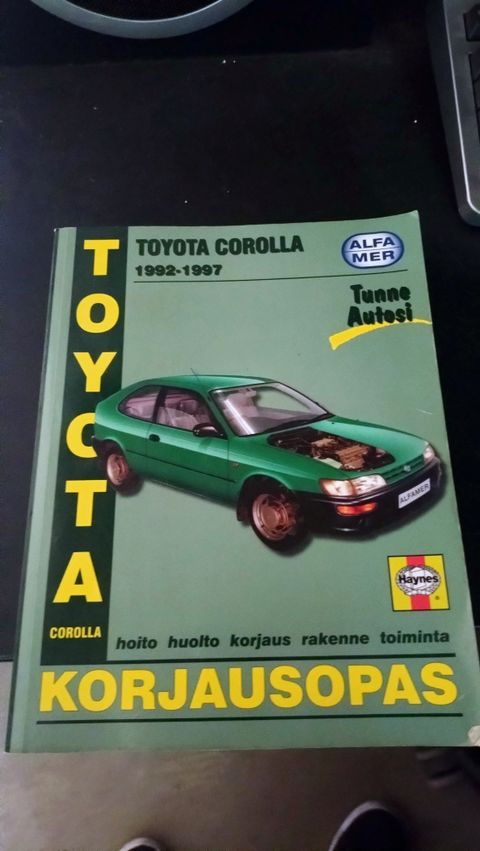 TOYOTA
TOYOTA COROLLA
1992-1997
ALFA
MER
Tunne
Autosi
ALFAMER
Haynes
®
COROLLA
hoito huolto korjaus rakenne toiminta
KORJAUSOPAS